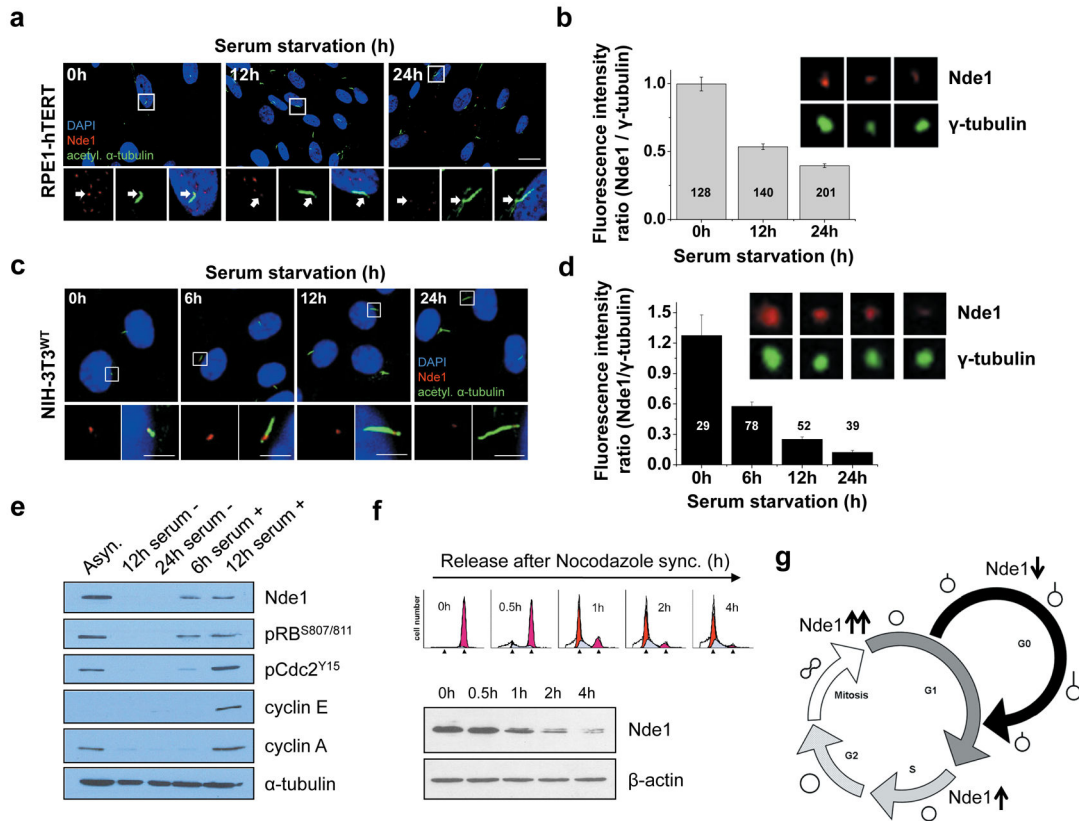 a
Serum starvation (h)
RPE1-hTERT
0h
12h
24h
DAPI
Nde1
acetyl. α-tubulin
b
Fluorescence intensity
ratio (Nde1 / γ-tubulin)
1.0
0.5
0.0
128
140
201
0h
12h
24h
Serum starvation (h)
Nde1
γ-tubulin
c
Serum starvation (h)
NIH-3T3WT
0h
6h
12h
24h
DAPI
Nde1
acetyl. α-tubulin
d
Fluorescence intensity
ratio (Nde1/γ-tubulin)
1.5
1.2
0.9
0.6
0.3
0.0
29
78
52
39
0h
6h
12h
24h
Serum starvation (h)
Nde1
γ-tubulin
e
Asyn.
12h serum -
24h serum -
6h serum +
12h serum +
Nde1
pRBS807/811
pCdc2Y15
cyclin E
cyclin A
α-tubulin
f
Release after Nocodazole sync. (h)
cell number
0h
0.5h
1h
2h
4h
0h 0.5h 1h 2h 4h
Nde1
β-actin
g
Nde1
Nde1
G0
Mitosis
G1
G2
S
Nde1